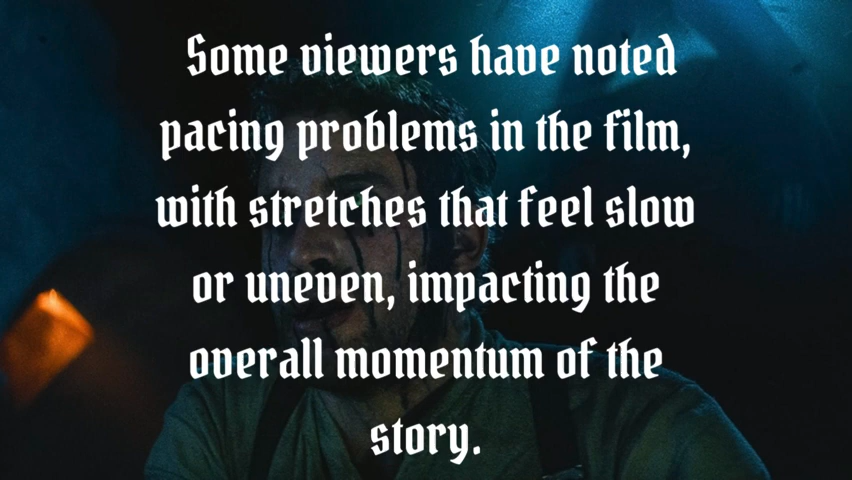 Some viewers have noted
pacing problems in the film,
with stretches that feel slow
or uneven, impacting the
overall momentum of the
story.